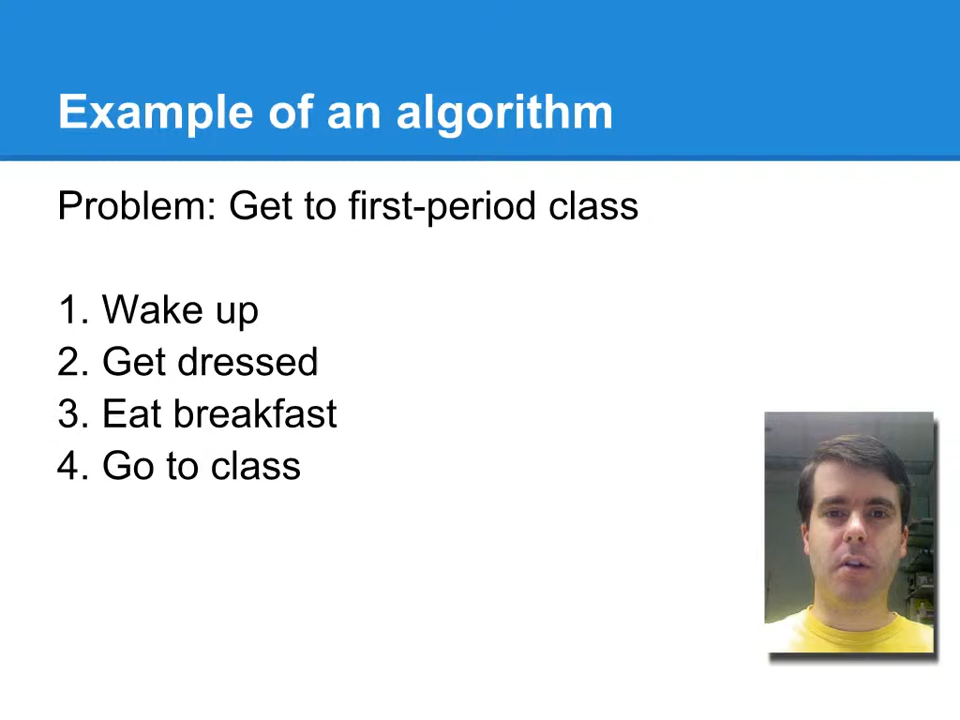 Example of an algorithm
Problem: Get to first-period class
1. Wake up
2. Get dressed
3. Eat breakfast
4. Go to class